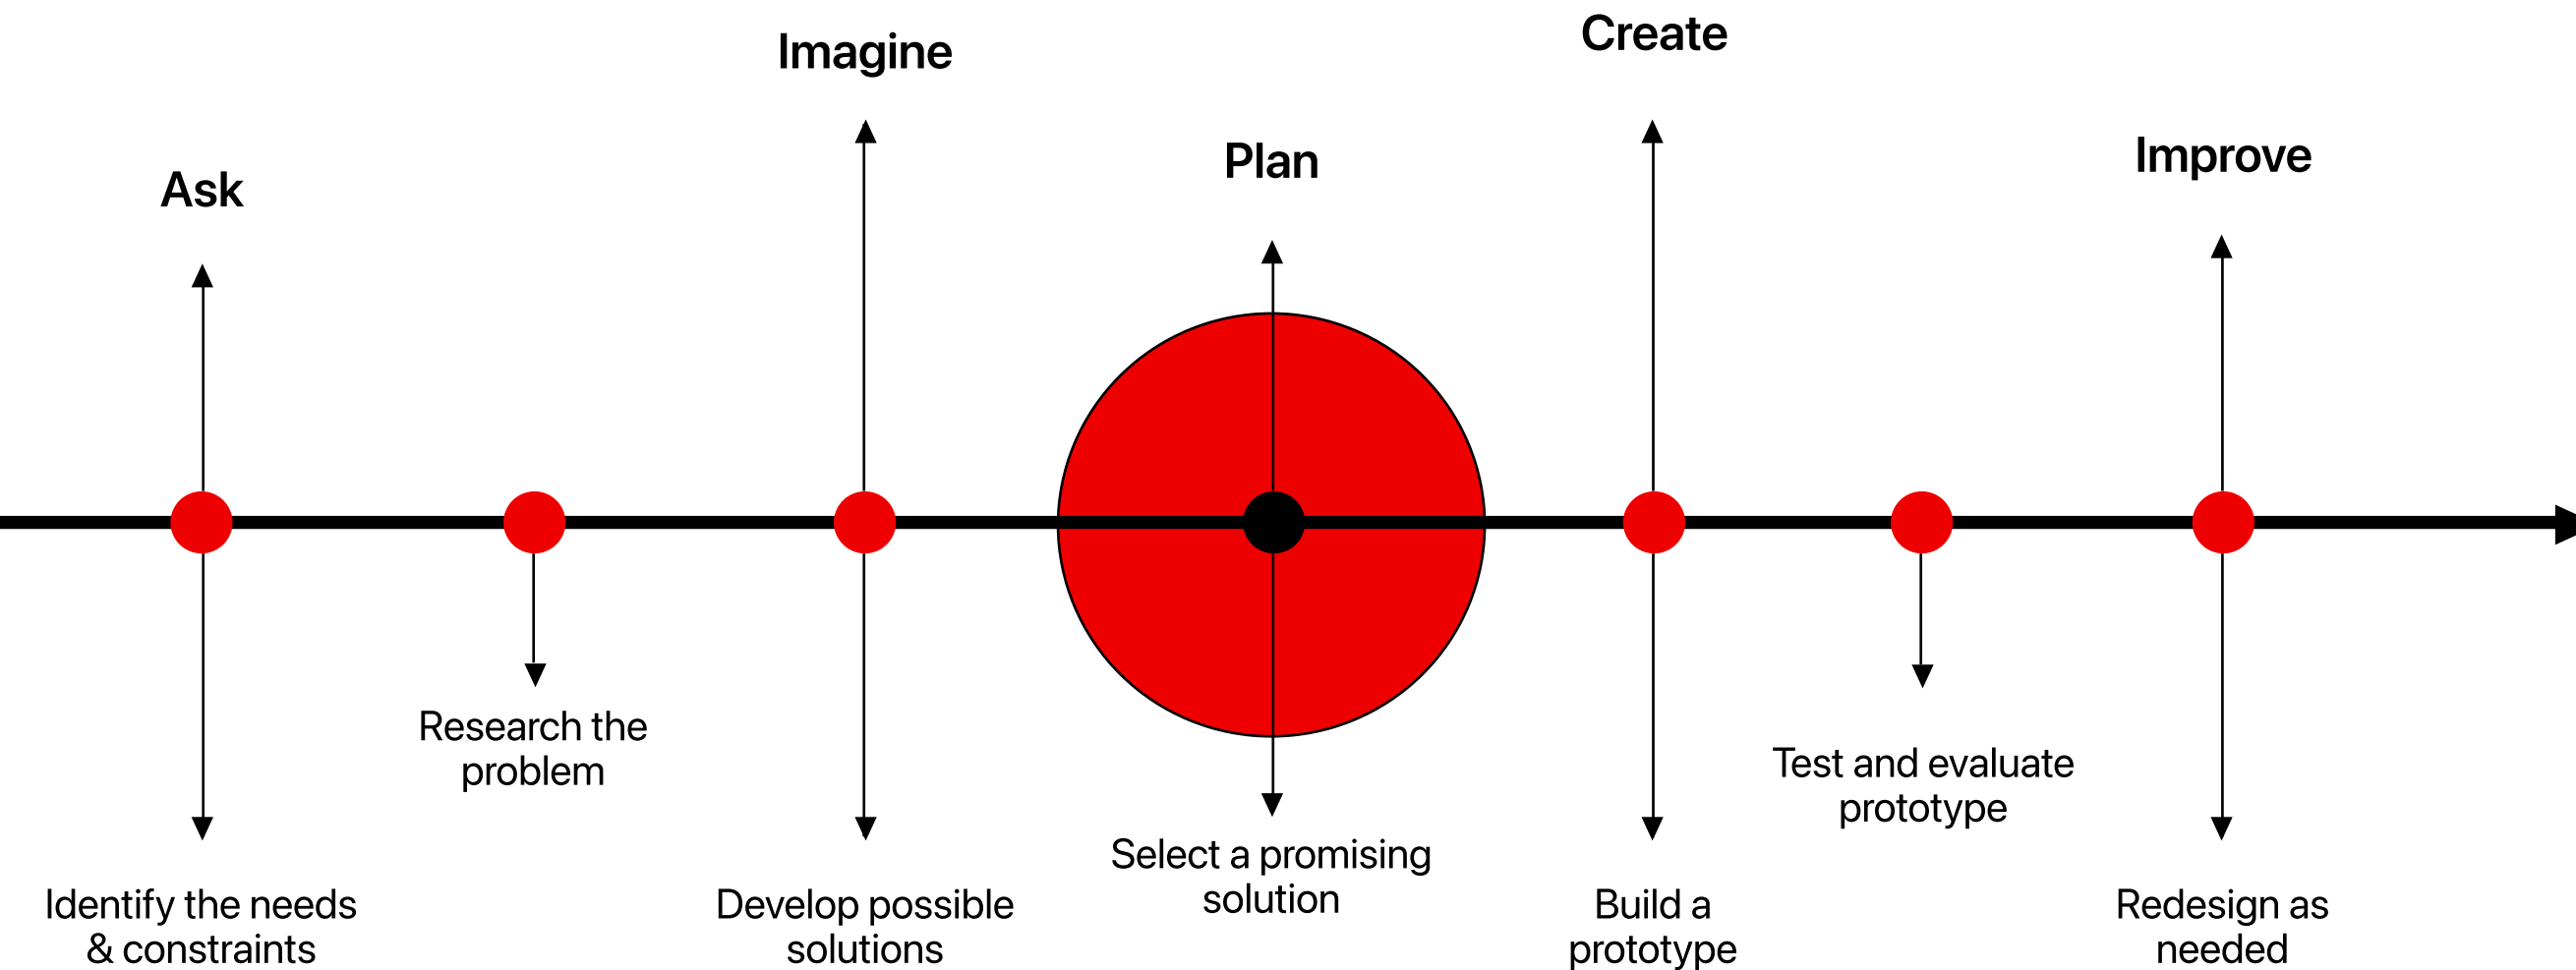 Ask
Imagine
Plan
Create
Improve
Identify the needs
& constraints
Research the
problem
Develop possible
solutions
Select a promising
solution
Build a
prototype
Test and evaluate
prototype
Redesign as
needed